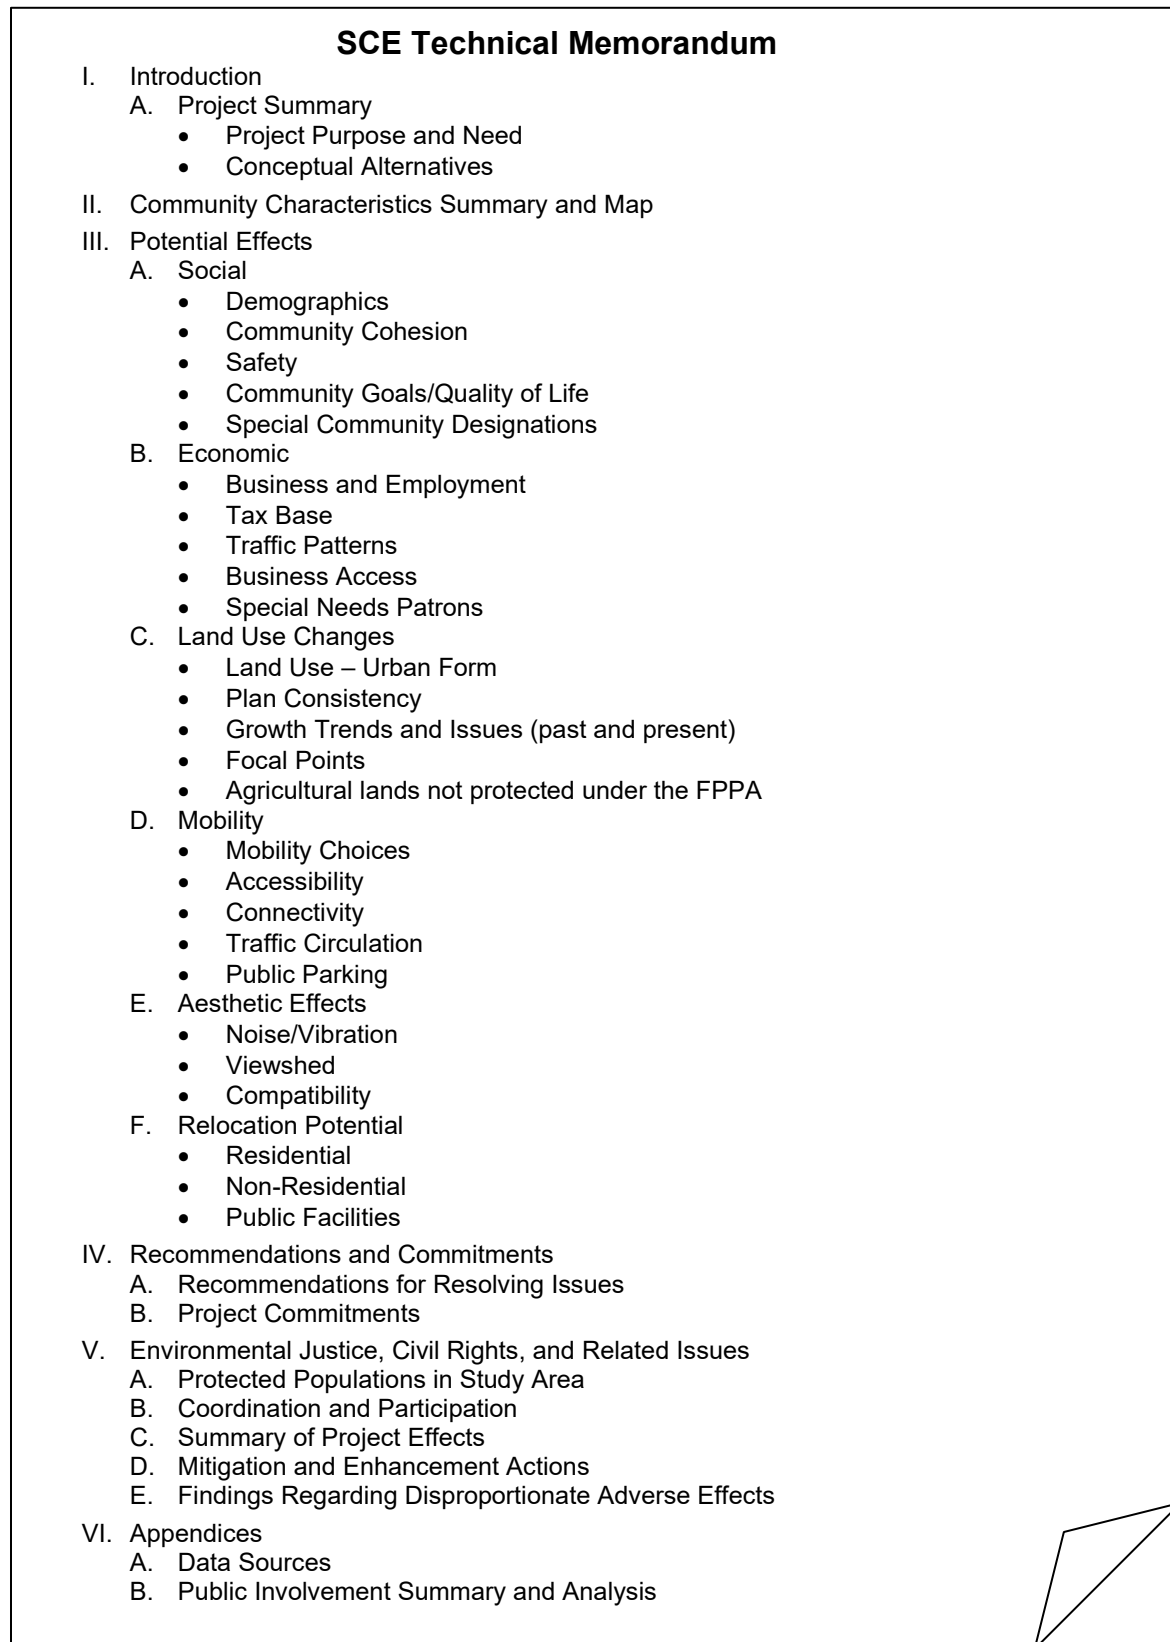 SCE Technical Memorandum
I. Introduction
A. Project Summary
• Project Purpose and Need
• Conceptual Alternatives
II. Community Characteristics Summary and Map
III. Potential Effects
A. Social
• Demographics
• Community Cohesion
• Safety
• Community Goals/Quality of Life
• Special Community Designations
B. Economic
• Business and Employment
• Tax Base
• Traffic Patterns
• Business Access
• Special Needs Patrons
C. Land Use Changes
• Land Use – Urban Form
• Plan Consistency
• Growth Trends and Issues (past and present)
• Focal Points
• Agricultural lands not protected under the FPPA
D. Mobility
• Mobility Choices
• Accessibility
• Connectivity
• Traffic Circulation
• Public Parking
E. Aesthetic Effects
• Noise/Vibration
• Viewshed
• Compatibility
F. Relocation Potential
• Residential
• Non-Residential
• Public Facilities
IV. Recommendations and Commitments
A. Recommendations for Resolving Issues
B. Project Commitments
V. Environmental Justice, Civil Rights, and Related Issues
A. Protected Populations in Study Area
B. Coordination and Participation
C. Summary of Project Effects
D. Mitigation and Enhancement Actions
E. Findings Regarding Disproportionate Adverse Effects
VI. Appendices
A. Data Sources
B. Public Involvement Summary and Analysis